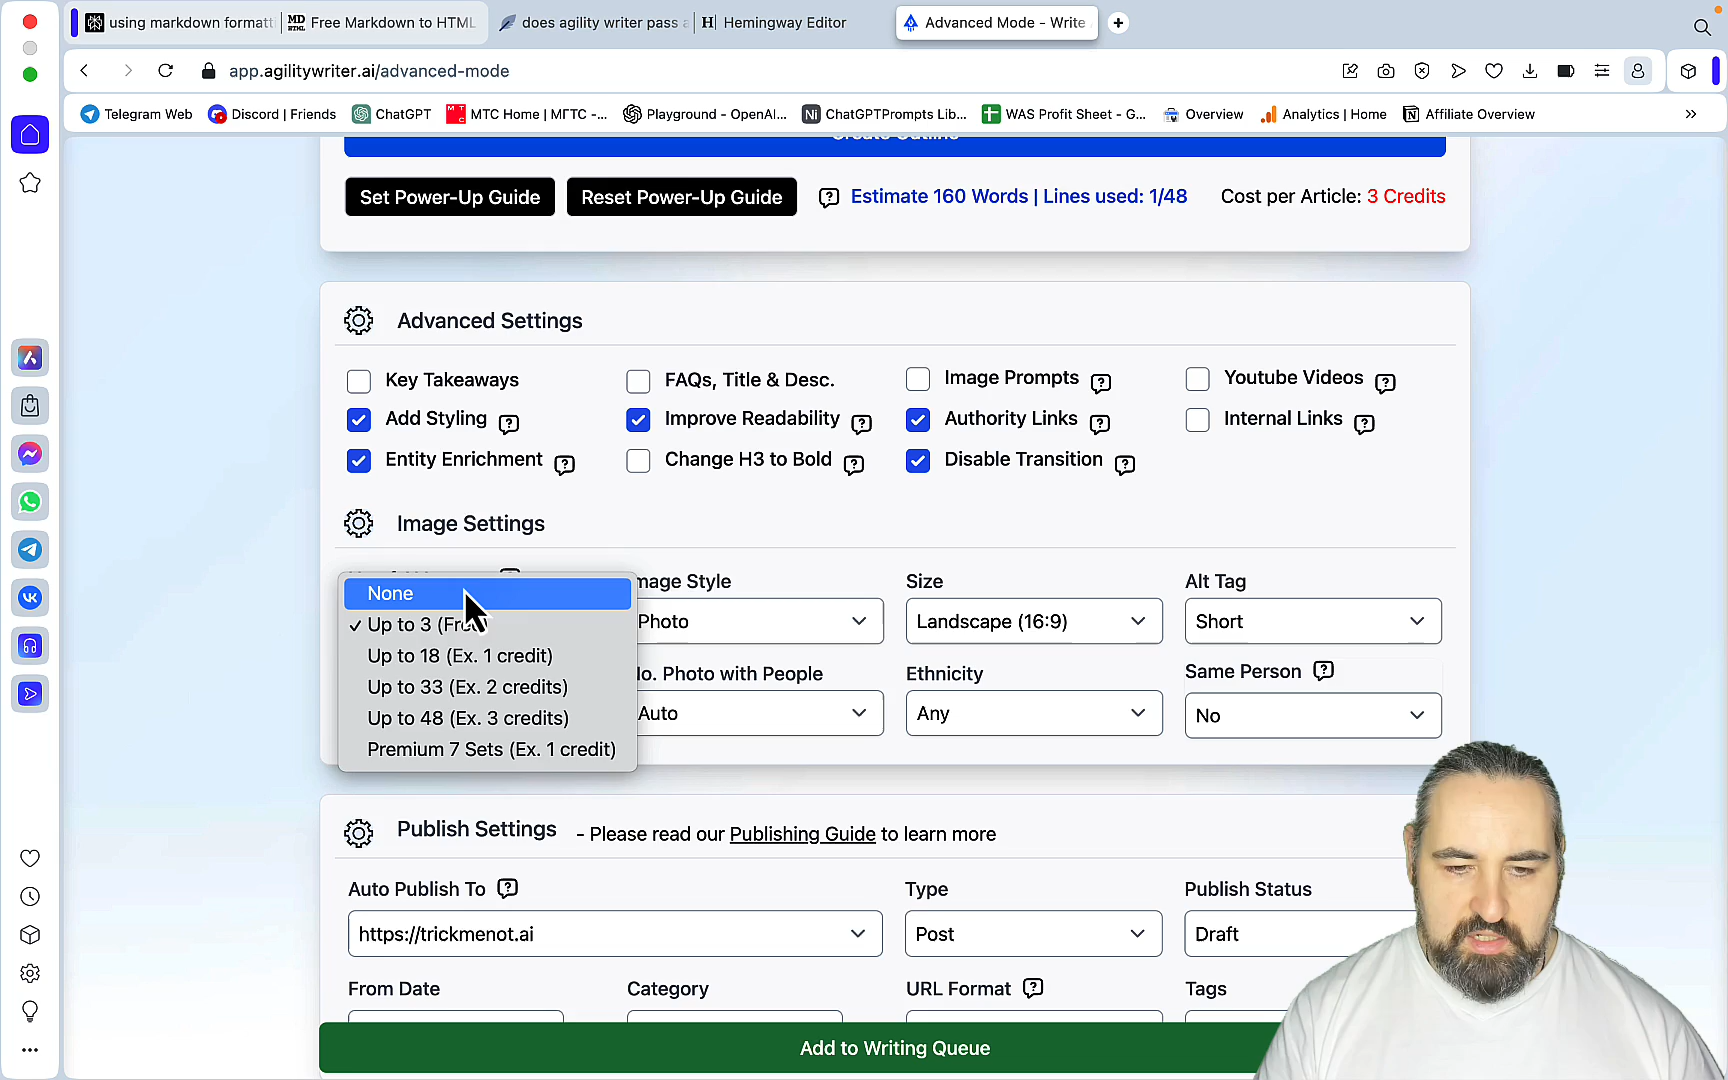 using markdown formatti
MD Free Markdown to HTML
does agility writer pass a
H Hemingway Editor
Advanced Mode - Write
app.agilitywriter.ai/advanced-mode
Telegram Web
Discord | Friends
ChatGPT
МТС Home | МГТС -...
Playground - OpenAI...
Ni ChatGPTPrompts Lib...
WAS Profit Sheet - G...
Overview
Analytics | Home
Affiliate Overview
Create Outline
Set Power-Up Guide
Reset Power-Up Guide
Estimate 160 Words | Lines used: 1/48
Cost per Article: 3 Credits
Advanced Settings
Key Takeaways
FAQs, Title & Desc.
Image Prompts
Youtube Videos
Add Styling
Improve Readability
Authority Links
Internal Links
Entity Enrichment
Change H3 to Bold
Disable Transition
Image Settings
None
Up to 3
Up to 18 (Ex. 1 credit)
Up to 33 (Ex. 2 credits)
Up to 48 (Ex. 3 credits)
Premium 7 Sets (Ex. 1 credit)
mage Style
Photo
Size
Landscape (16:9)
Alt Tag
Short
No. Photo with People
Auto
Ethnicity
Any
Same Person
No
Publish Settings
- Please read our Publishing Guide to learn more
Auto Publish To
https://trickmenot.ai
Type
Post
Publish Status
Draft
From Date
Category
URL Format
Tags
Add to Writing Queue